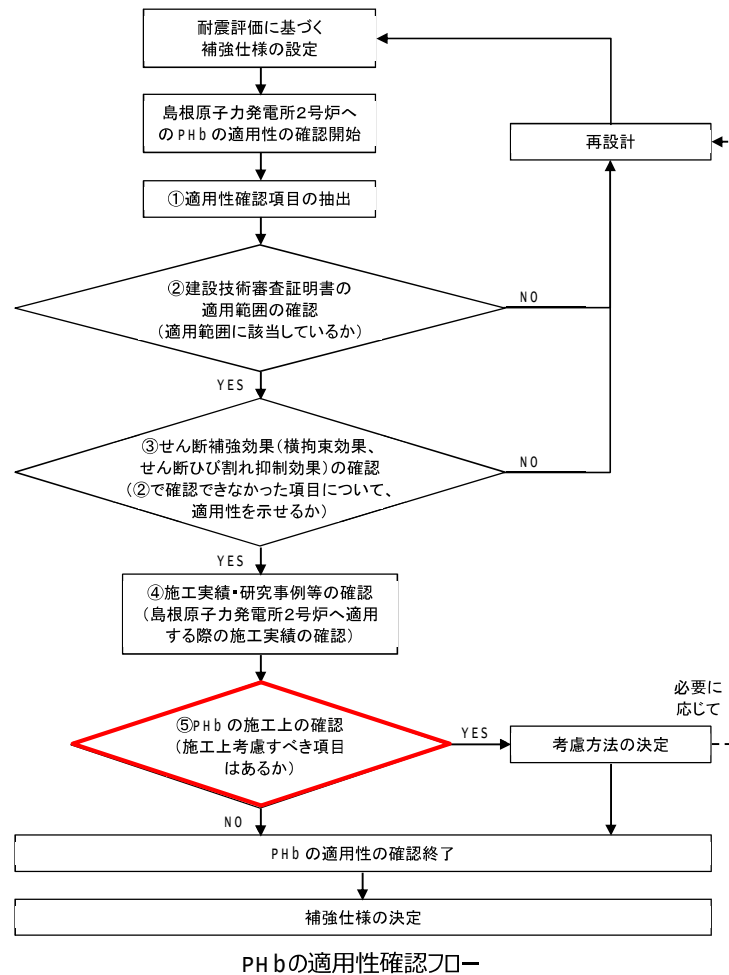 耐震評価に基づく
補強仕様の設定
島根原子力発電所２号炉へ
のPHbの適用性の確認開始
再設計
①適用性確認項目の抽出
②建設技術審査証明書の
適用範囲の確認
（適用範囲に該当しているか）
NO
YES
③せん断補強効果（横拘束効果、
せん断ひび割れ抑制効果）の確認
（②で確認できなかった項目について、
適用性を示せるか）
NO
YES
④施工実績・研究事例等の確認
（島根原子力発電所２号炉へ適用
する際の施工実績の確認）
必要に
応じて
⑤PHbの施工上の確認
（施工上考慮すべき項目
はあるか）
YES
考慮方法の決定
NO
PHbの適用性の確認終了
補強仕様の決定
PHbの適用性確認フロー